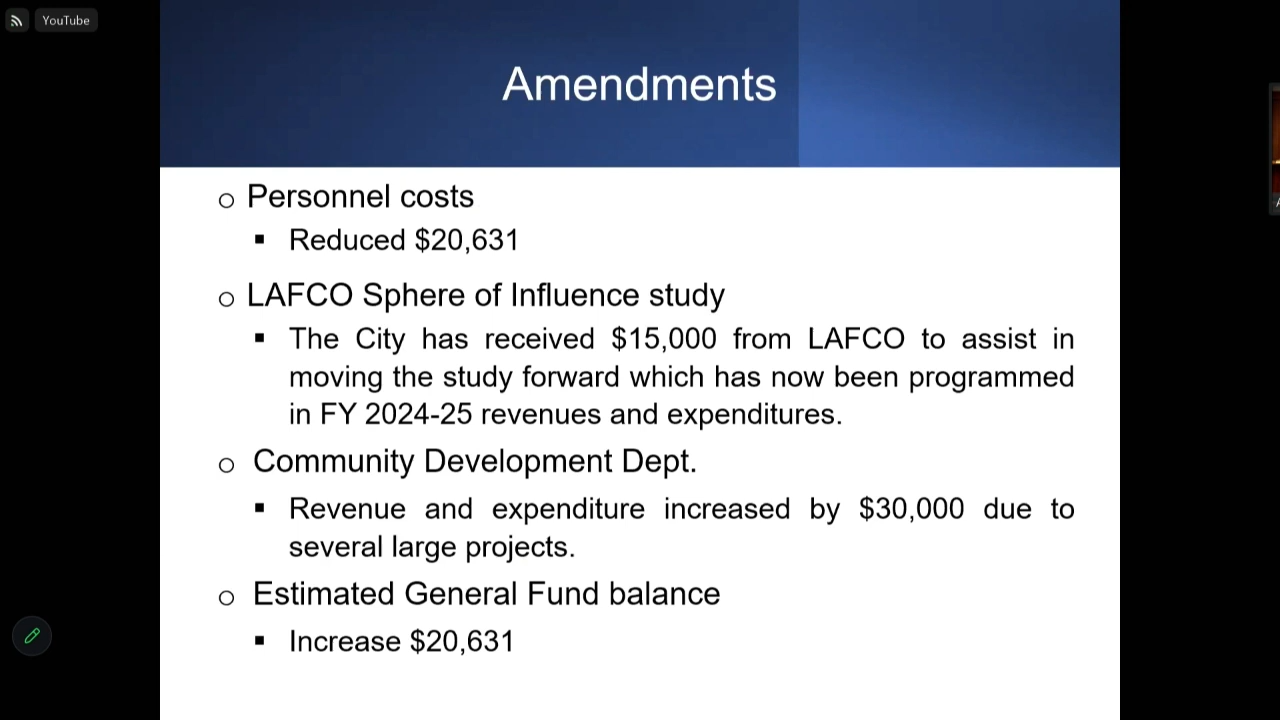 YouTube
Amendments
o Personnel costs
▪ Reduced $20,631
o LAFCO Sphere of Influence study
▪ The City has received $15,000 from LAFCO to assist in
moving the study forward which has now been programmed
in FY 2024-25 revenues and expenditures.
o Community Development Dept.
▪ Revenue and expenditure increased by $30,000 due to
several large projects.
o Estimated General Fund balance
▪ Increase $20,631